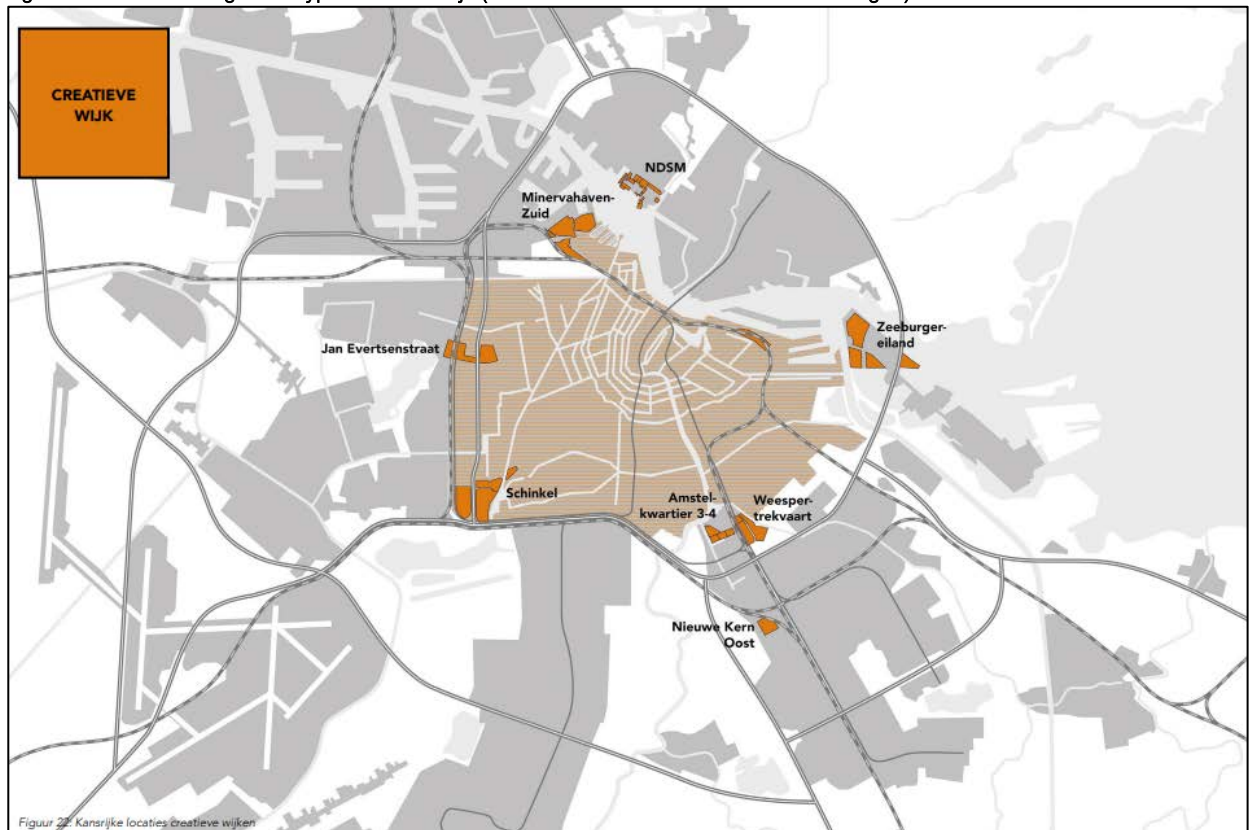 CREATIEVE
WIJK
NDSM
Minervahaven-
Zuid
Zeeburger-
eiland
Jan Evertsenstraat
Schinkel
Amstel-
kwartier 3-4
Weesper-
trekvaart
Nieuwe Kern
Oost
Figuur 22: Kansrijke locaties creatieve wijken